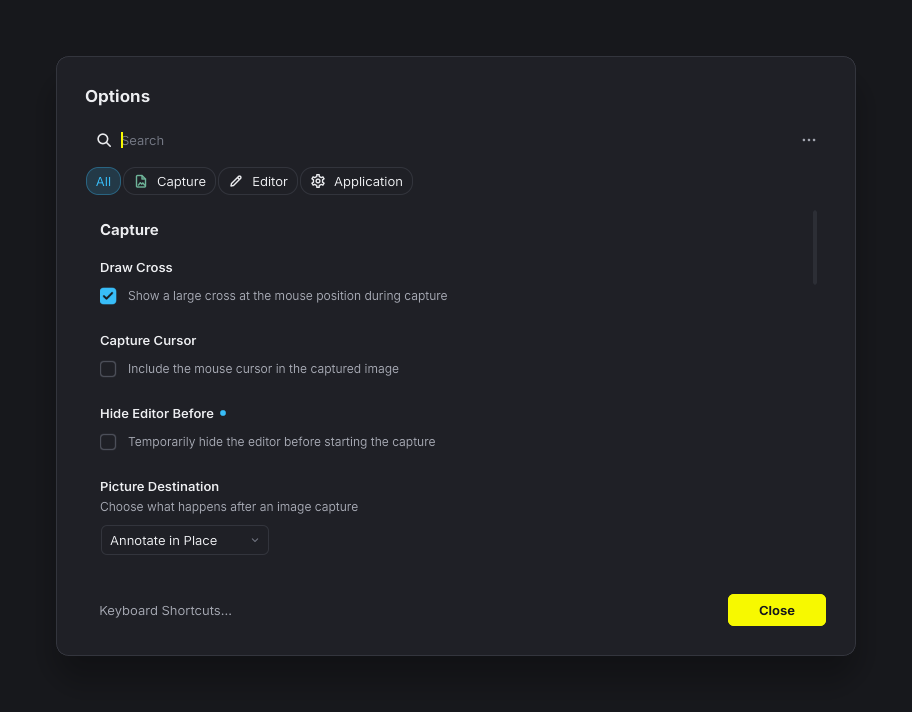 Options
Search
All
Capture
Editor
Application
Capture
Draw Cross
Show a large cross at the mouse position during capture
Capture Cursor
Include the mouse cursor in the captured image
Hide Editor Before
Temporarily hide the editor before starting the capture
Picture Destination
Choose what happens after an image capture
Annotate in Place
Keyboard Shortcuts...
Close